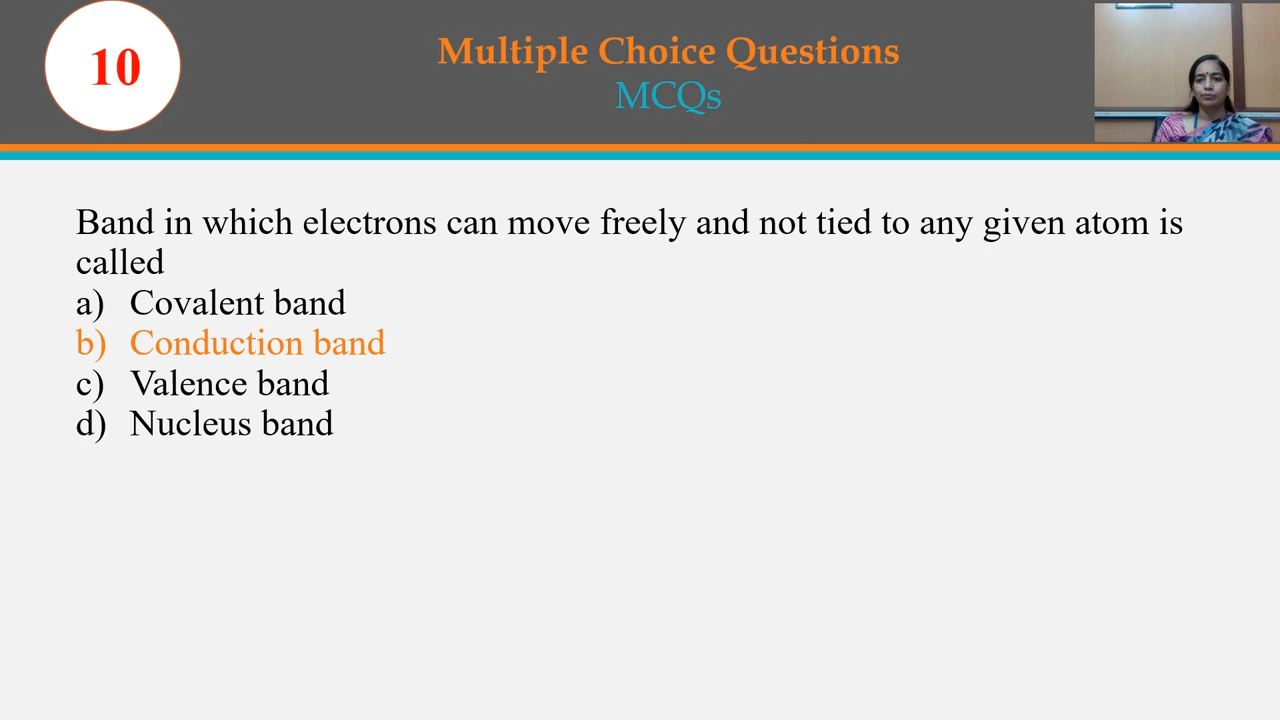 10
Multiple Choice Questions
MCQs
Band in which electrons can move freely and not tied to any given atom is
called
a) Covalent band
b) Conduction band
c) Valence band
d) Nucleus band